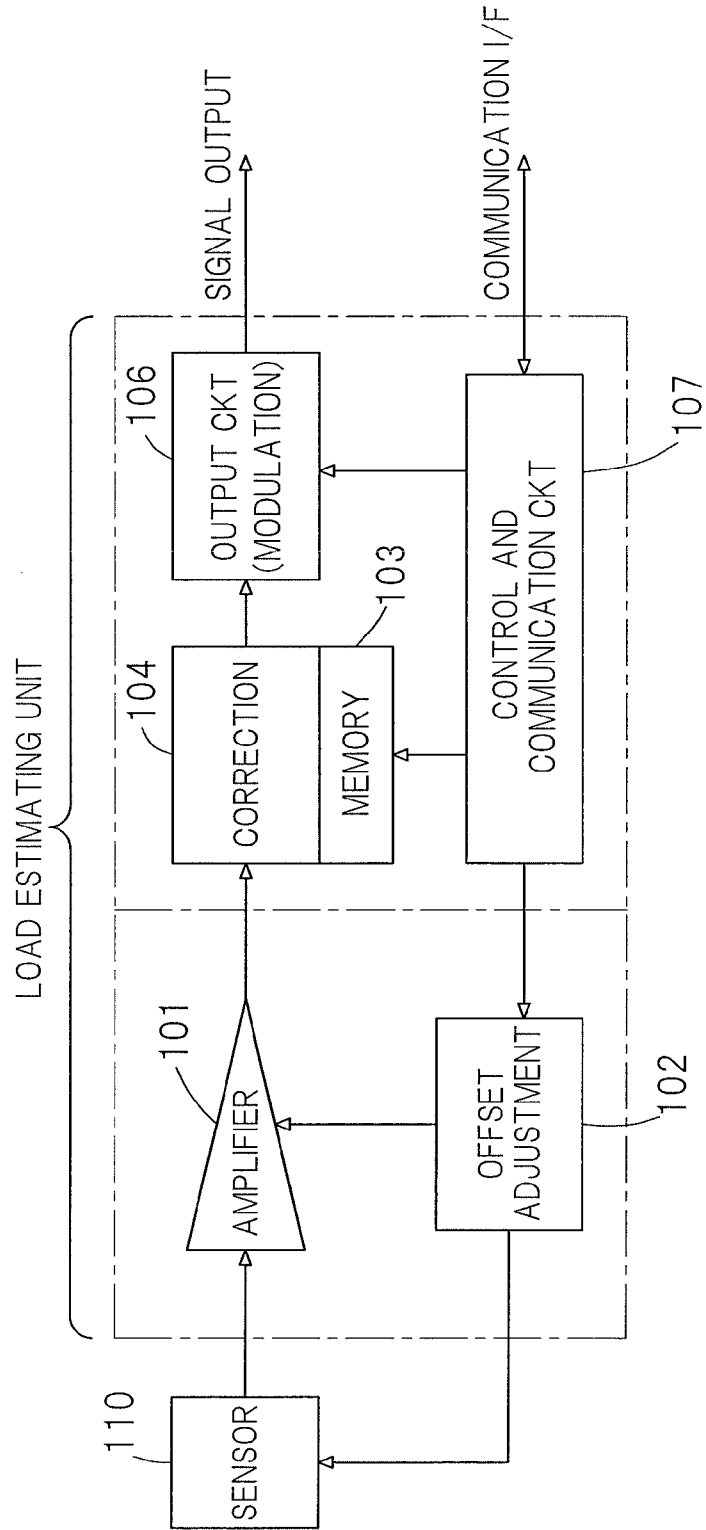 LOAD ESTIMATING UNIT
110
SENSOR
101
AMPLIFIER
OFFSET
ADJUSTMENT
102
104
CORRECTION
MEMORY
103
106
OUTPUT CKT
(MODULATION)
CONTROL AND
COMMUNICATION CKT
107
SIGNAL OUTPUT
COMMUNICATION I/F